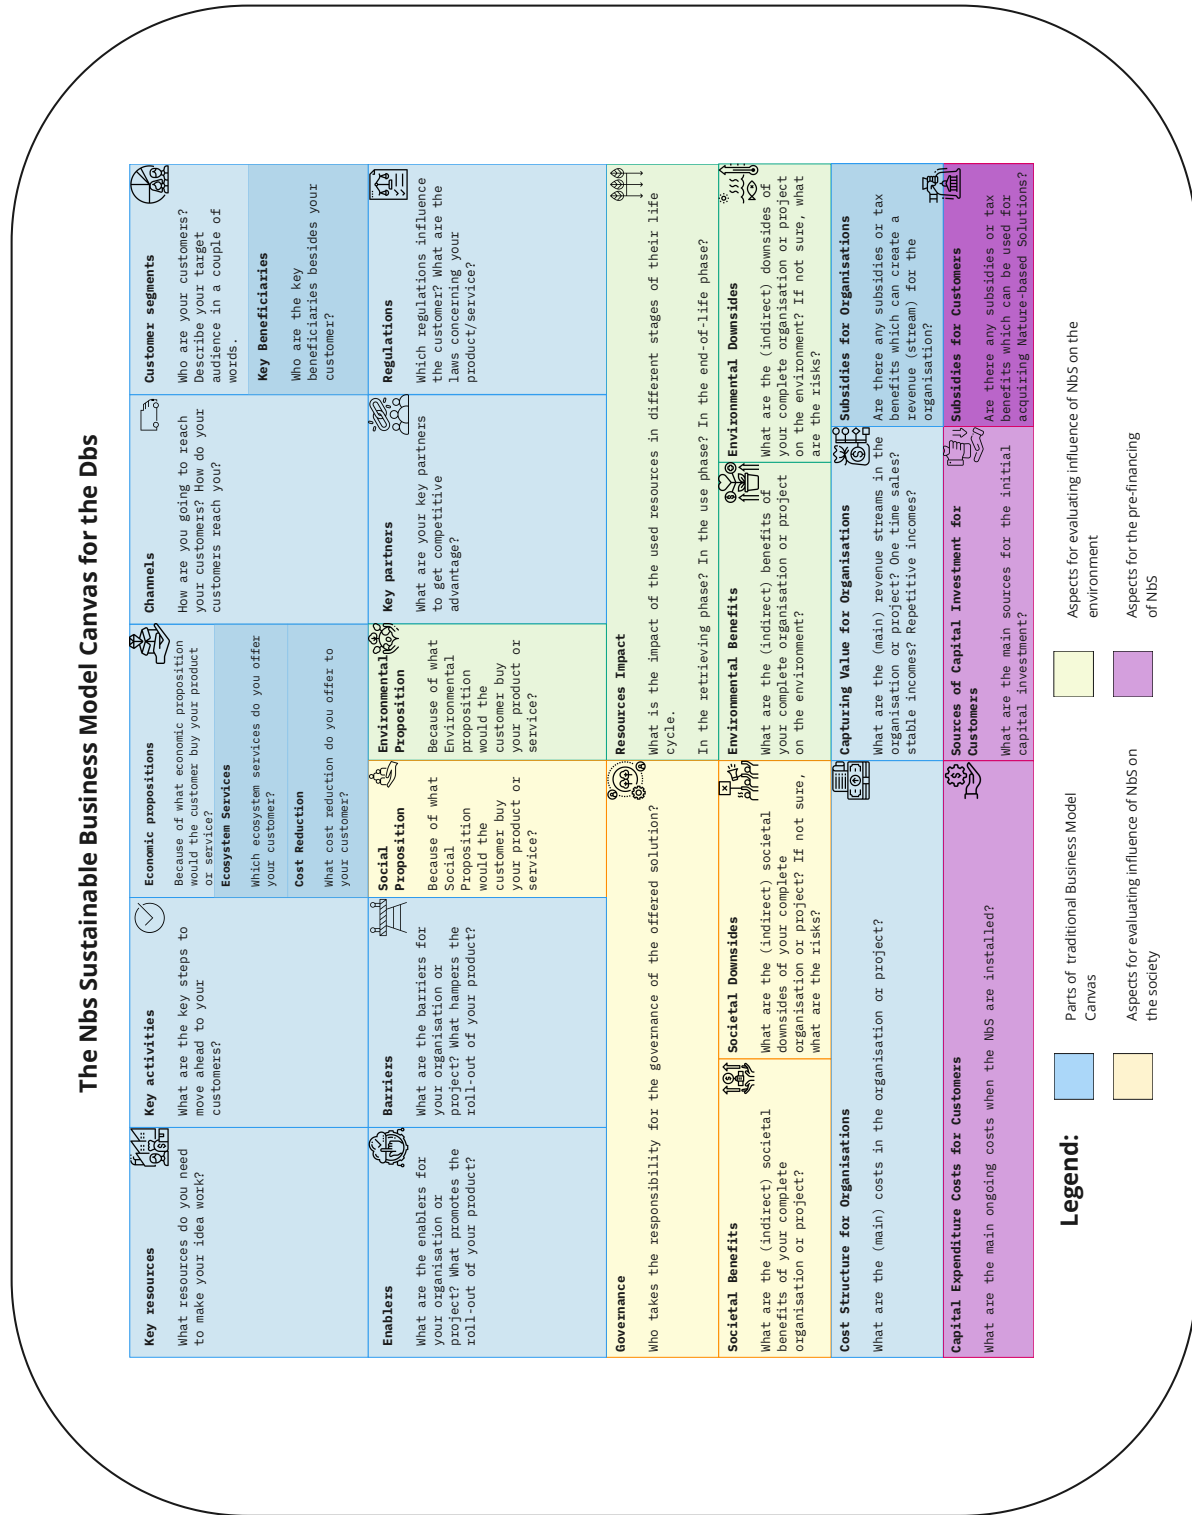 The Nbs Sustainable Business Model Canvas for the Dbs
Key resources
What resources do you need
to make your idea work?
Key activities
What are the key steps to
move ahead to your
customers?
Economic propositions
Because of what economic proposition
would the customer buy your product
or service?
Ecosystem Services
Which ecosystem services do you offer
your customer?
Cost Reduction
What cost reduction do you offer to
your customer?
Channels
How are you going to reach
your customers? How do your
customers reach you?
Customer segments
Who are your customers?
Describe your target
audience in a couple of
words.
Key Beneficiaries
Who are the key
beneficiaries besides your
customer?
Enablers
What are the enablers for
your organisation or
project? What promotes the
roll-out of your product?
Barriers
What are the barriers for
your organisation or
project? What hampers the
roll-out of your product?
Social
Proposition
Because of what
Social
Proposition
would the
customer buy
your product or
service?
Environmental
Proposition
Because of what
Environmental
proposition
would the
customer buy
your product or
service?
Key partners
What are your key partners
to get competitive
advantage?
Regulations
Which regulations influence
the customer? What are the
laws concerning your
product/service?
Governance
Who takes the responsibility for the governance of the offered solution?
Resources Impact
What is the impact of the used resources in different stages of their life
cycle.
In the retrieving phase? In the use phase? In the end-of-life phase?
Societal Benefits
What are the (indirect) societal
benefits of your complete
organisation or project?
Societal Downsides
What are the (indirect) societal
downsides of your complete
organisation or project? If not sure,
what are the risks?
Environmental Benefits
What are the (indirect) benefits of
your complete organisation or project
on the environment?
Environmental Downsides
What are the (indirect) downsides of
your complete organisation or project
on the environment? If not sure, what
are the risks?
Cost Structure for Organisations
What are the (main) costs in the organisation or project?
Capturing Value for Organisations
What are the (main) revenue streams in the
organisation or project? One time sales?
stable incomes? Repetitive incomes?
Subsidies for Organisations
Are there any subsidies or tax
benefits which can create a
revenue (stream) for the
organisation?
Capital Expenditure Costs for Customers
What are the main ongoing costs when the NbS are installed?
Sources of Capital Investment for
Customers
What are the main sources for the initial
capital investment?
Subsidies for Customers
Are there any subsidies or tax
benefits which can be used for
acquiring Nature-based Solutions?
Legend:
Parts of traditional Business Model
Canvas
Aspects for evaluating influence of NbS on
the society
Aspects for evaluating influence of NbS on the
environment
Aspects for the pre-financing
of NbS